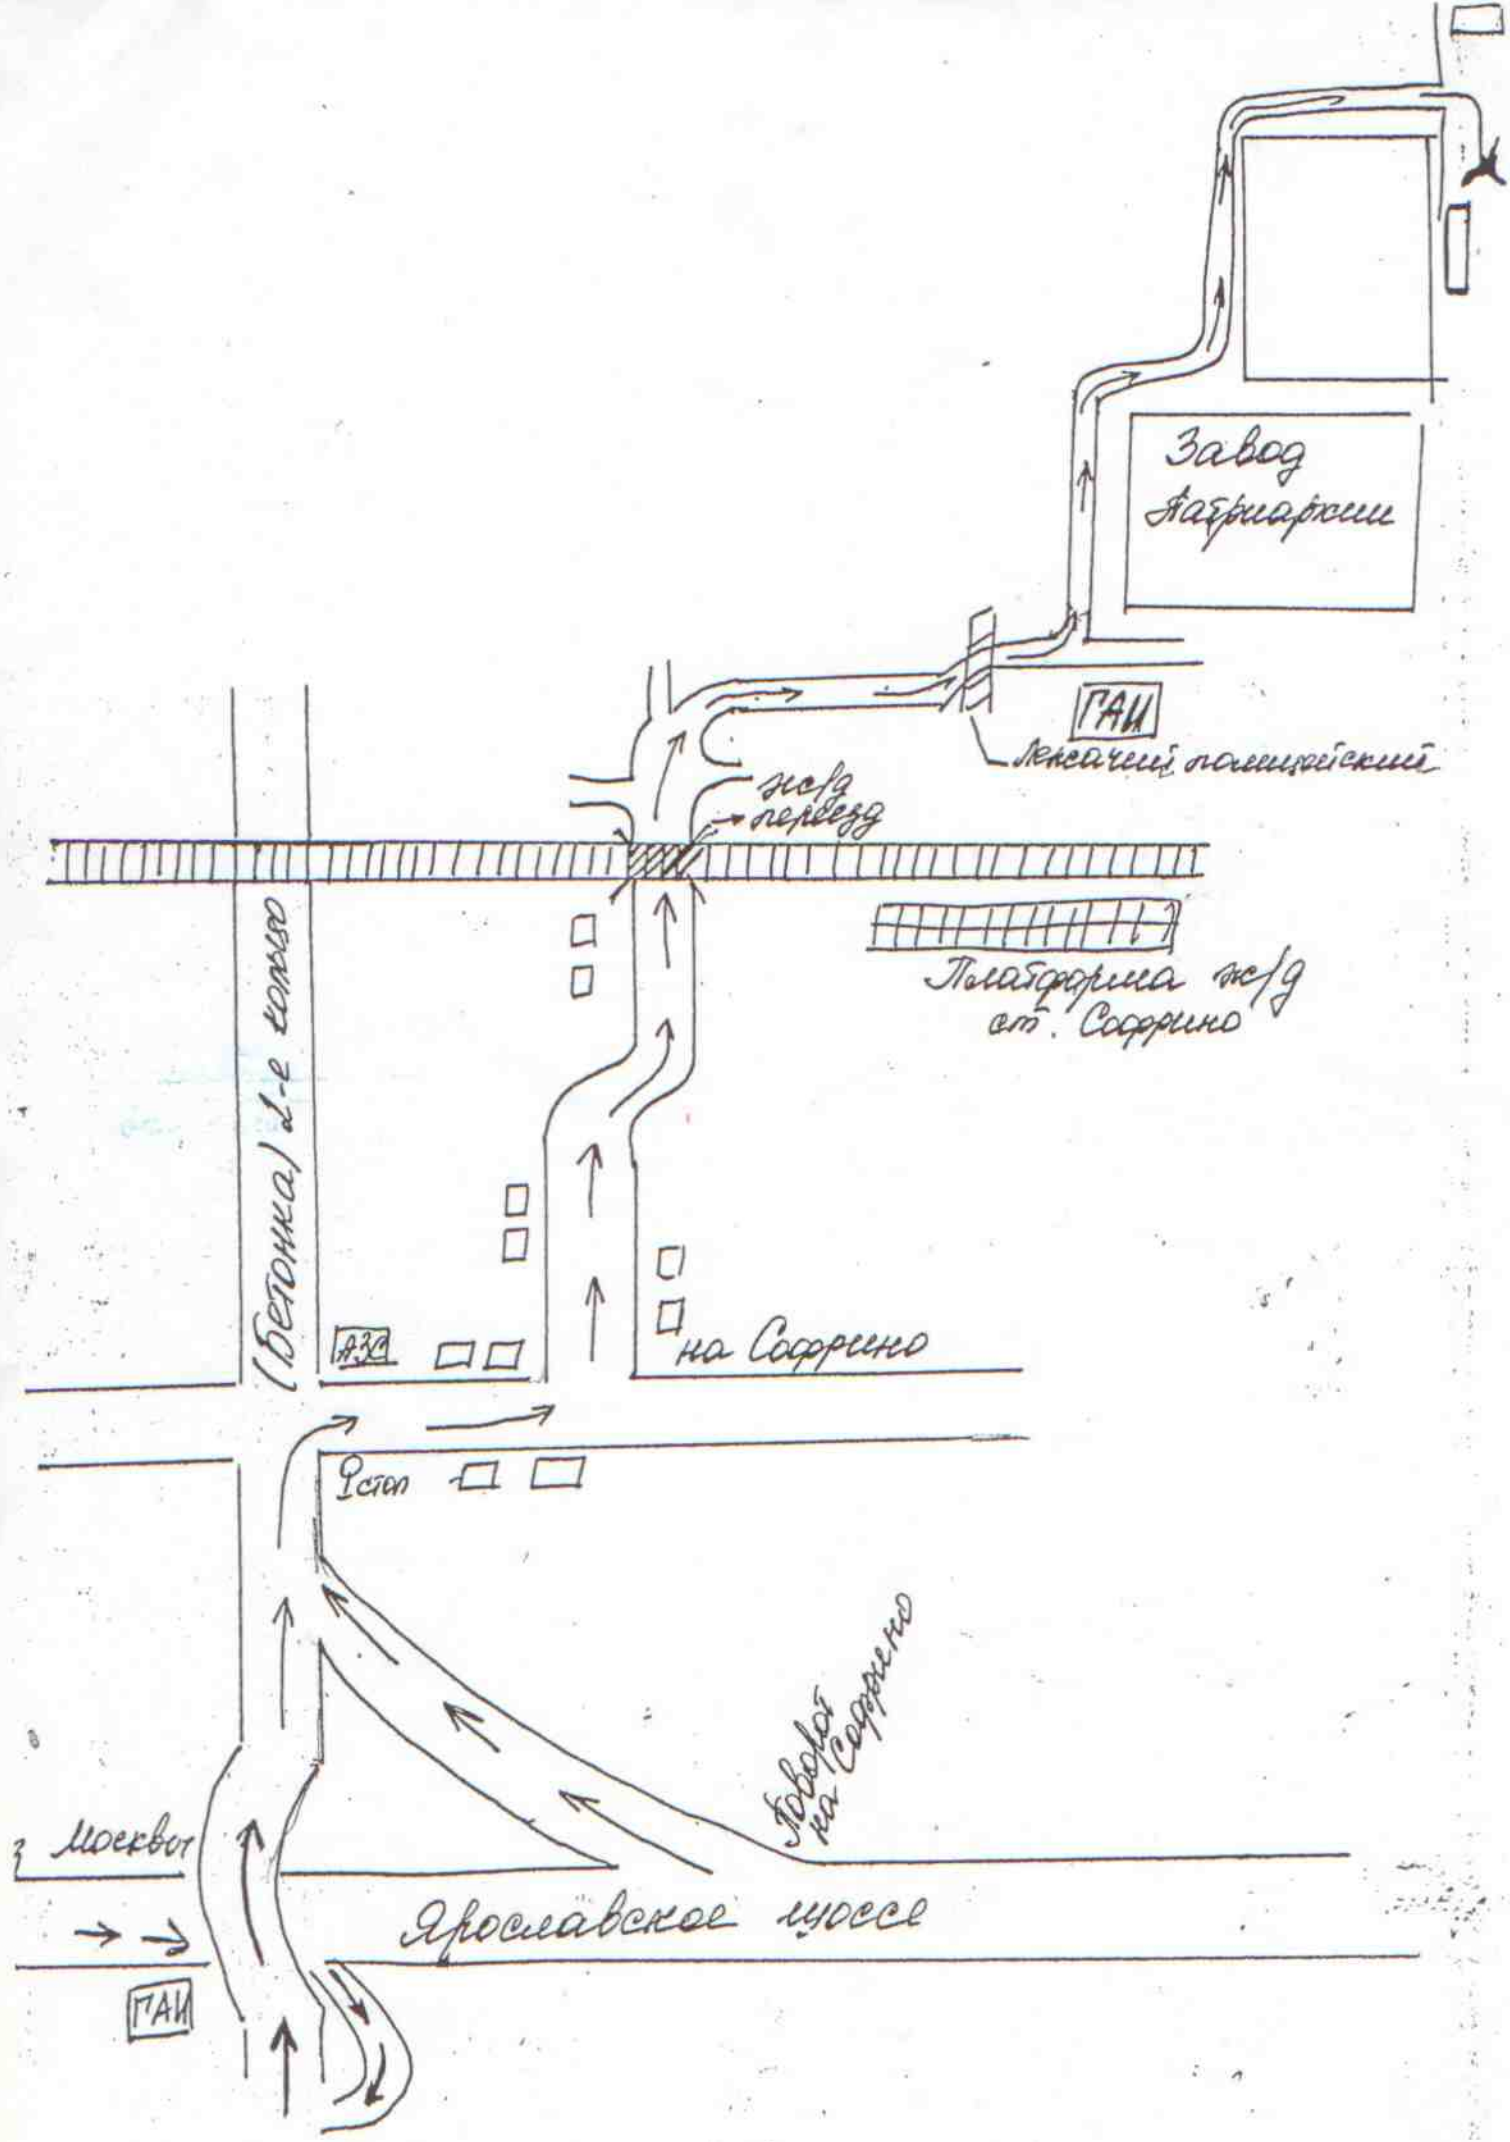 Завод
Патриархии
ГАИ
Лежачий полицейский
ж/д
переезд
Платформа ж/д
ст. Софрино
(Бетонка) 2-е кольцо
АЗС
на Софрино
стоп
Поворот
на Софрино
Москвы
Ярославское шоссе
ГАИ